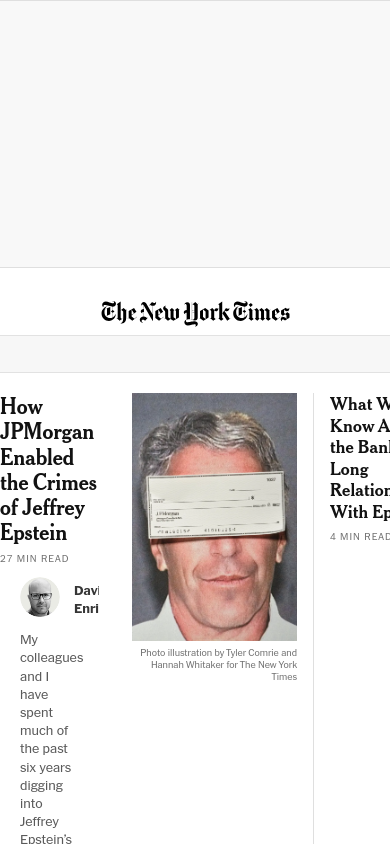 The New York Times
How
JPMorgan
Enabled
the Crimes
of Jeffrey
Epstein
27 MIN READ
Davi
Enri
My
colleagues
and I
have
spent
much of
the past
six years
digging
into
Jeffrey
Epstein's
JPMorgan
Photo illustration by Tyler Comrie and
Hannah Whitaker for The New York
Times
What W
Know A
the Ban
Long
Relation
With Ep
4 MIN READ